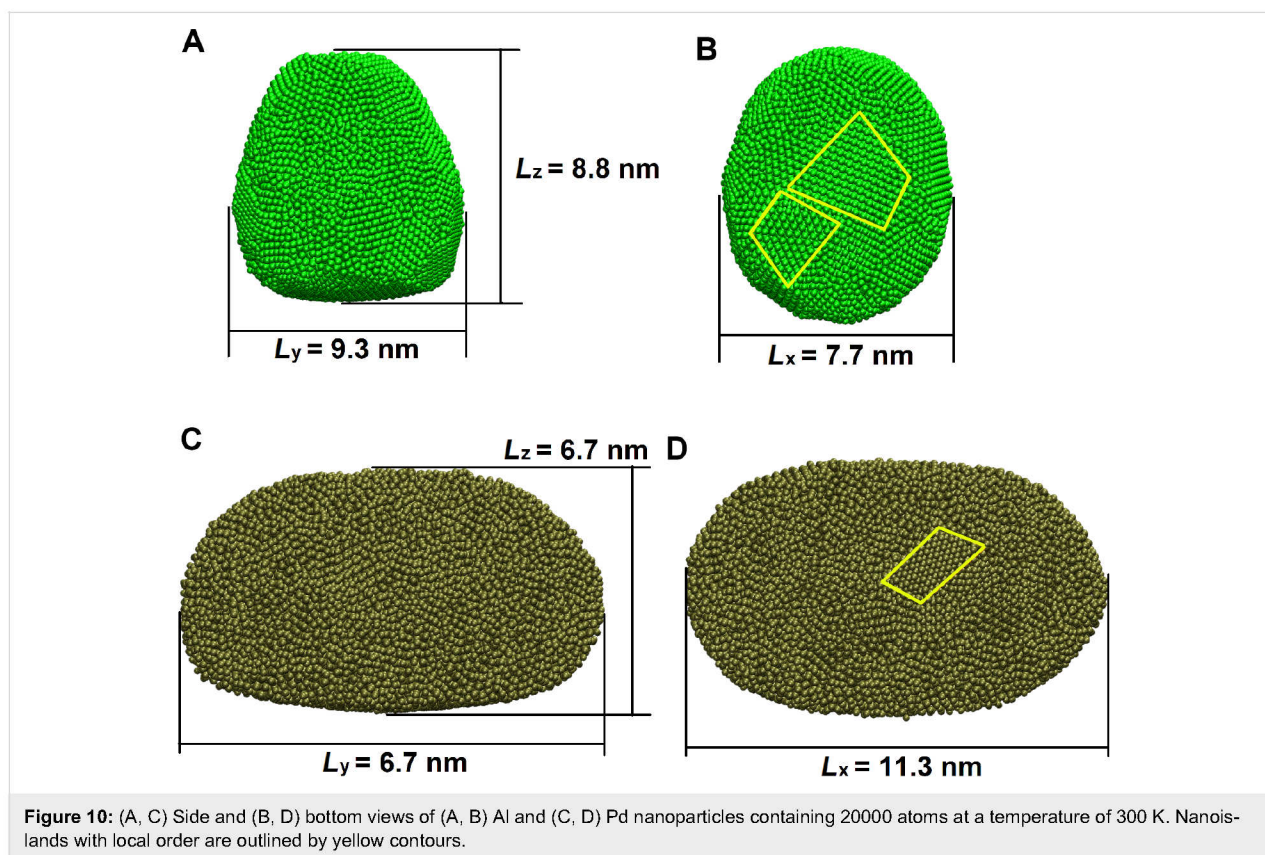 A
B
Lz = 8.8 nm
Ly = 9.3 nm
Lx = 7.7 nm
C
Lz = 6.7 nm
D
Ly = 6.7 nm
Lx = 11.3 nm
Figure 10: (A, C) Side and (B, D) bottom views of (A, B) Al and (C, D) Pd nanoparticles containing 20000 atoms at a temperature of 300 K. Nanois-
lands with local order are outlined by yellow contours.